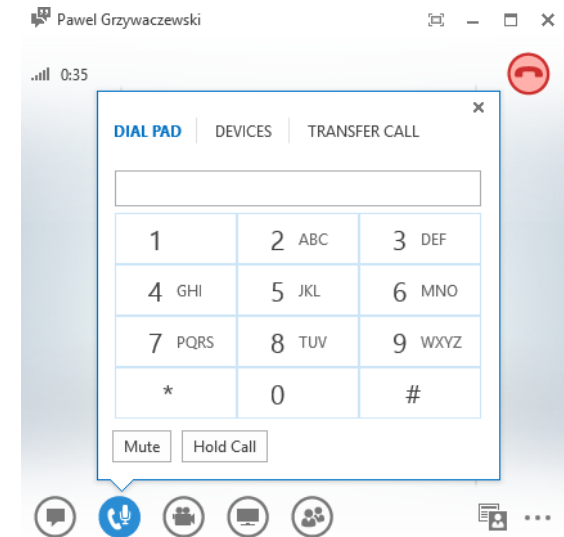 Pawel Grzywaczewski
0:35
DIAL PAD DEVICES TRANSFER CALL
1 2 ABC 3 DEF
4 GHI 5 JKL 6 MNO
7 PQRS 8 TUV 9 WXYZ
* 0 #
Mute Hold Call